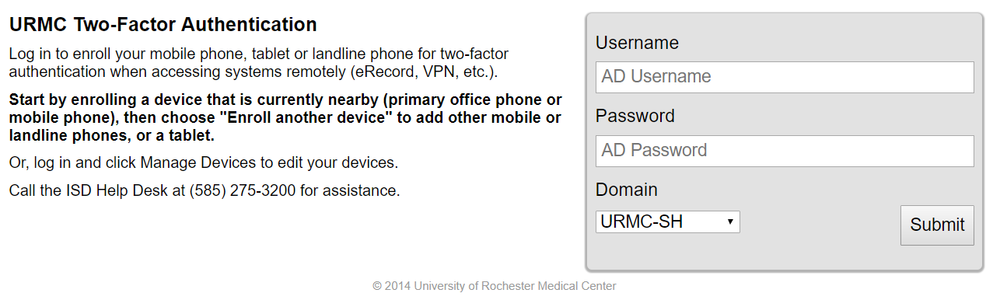 URMC Two-Factor Authentication
Log in to enroll your mobile phone, tablet or landline phone for two-factor
authentication when accessing systems remotely (eRecord, VPN, etc.).
Start by enrolling a device that is currently nearby (primary office phone or
mobile phone), then choose "Enroll another device" to add other mobile or
landline phones, or a tablet.
Or, log in and click Manage Devices to edit your devices.
Call the ISD Help Desk at (585) 275-3200 for assistance.
Username
AD Username
Password
AD Password
Domain
URMC-SH
Submit
© 2014 University of Rochester Medical Center